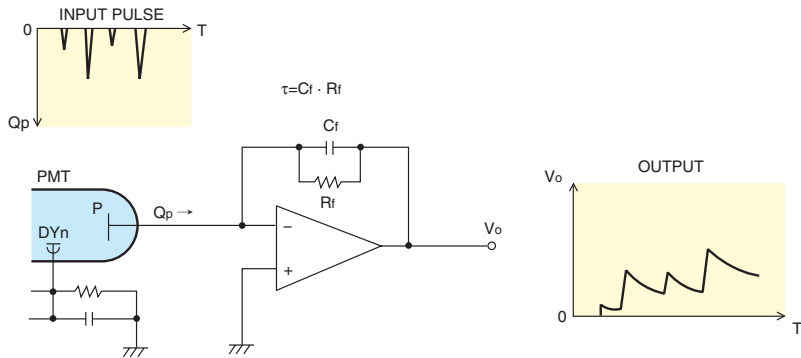 INPUT PULSE
0
T
Qp
τ=Cf · Rf
Cf
Rf
PMT
P
Qp →
DYn
−
+
Vo
OUTPUT
Vo
0
T